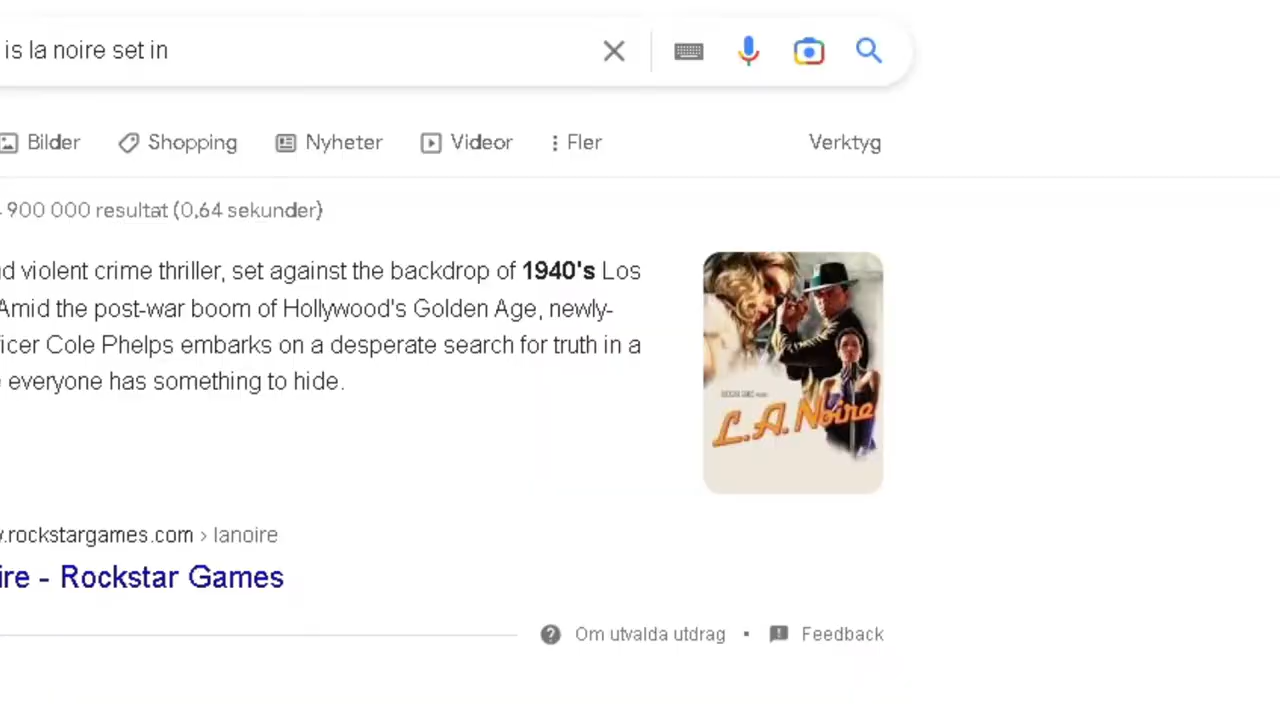 is la noire set in
Bilder Shopping Nyheter Videor Fler Verktyg
900 000 resultat (0,64 sekunder)
violent crime thriller, set against the backdrop of 1940's Los
Amid the post-war boom of Hollywood's Golden Age, newly-
Cole Phelps embarks on a desperate search for truth in a
everyone has something to hide.
L.A. Noire
.rockstargames.com › lanoire
- Rockstar Games
Om utvalda utdrag • Feedback